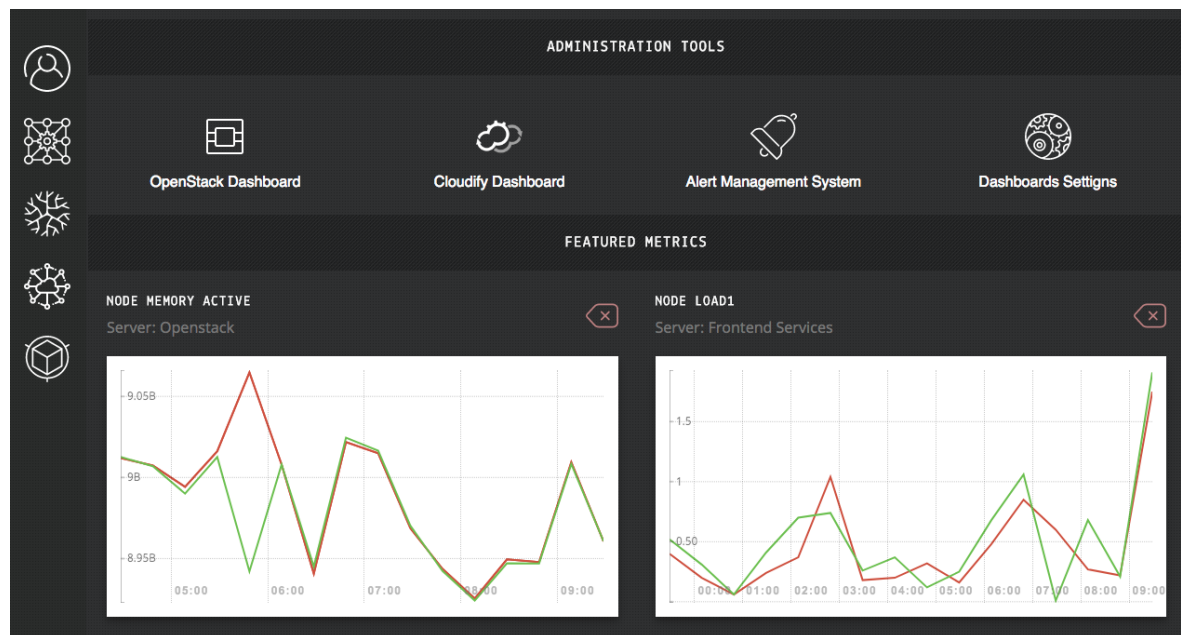 ADMINISTRATION TOOLS
OpenStack Dashboard
Cloudify Dashboard
Alert Management System
Dashboards Settigns
FEATURED METRICS
NODE MEMORY ACTIVE
Server: Openstack
NODE LOAD1
Server: Frontend Services
9.05B
9B
8.95B
05:00 06:00 07:00 08:00 09:00
1.5
1
0.50
00:00 01:00 02:00 03:00 04:00 05:00 06:00 07:00 08:00 09:00